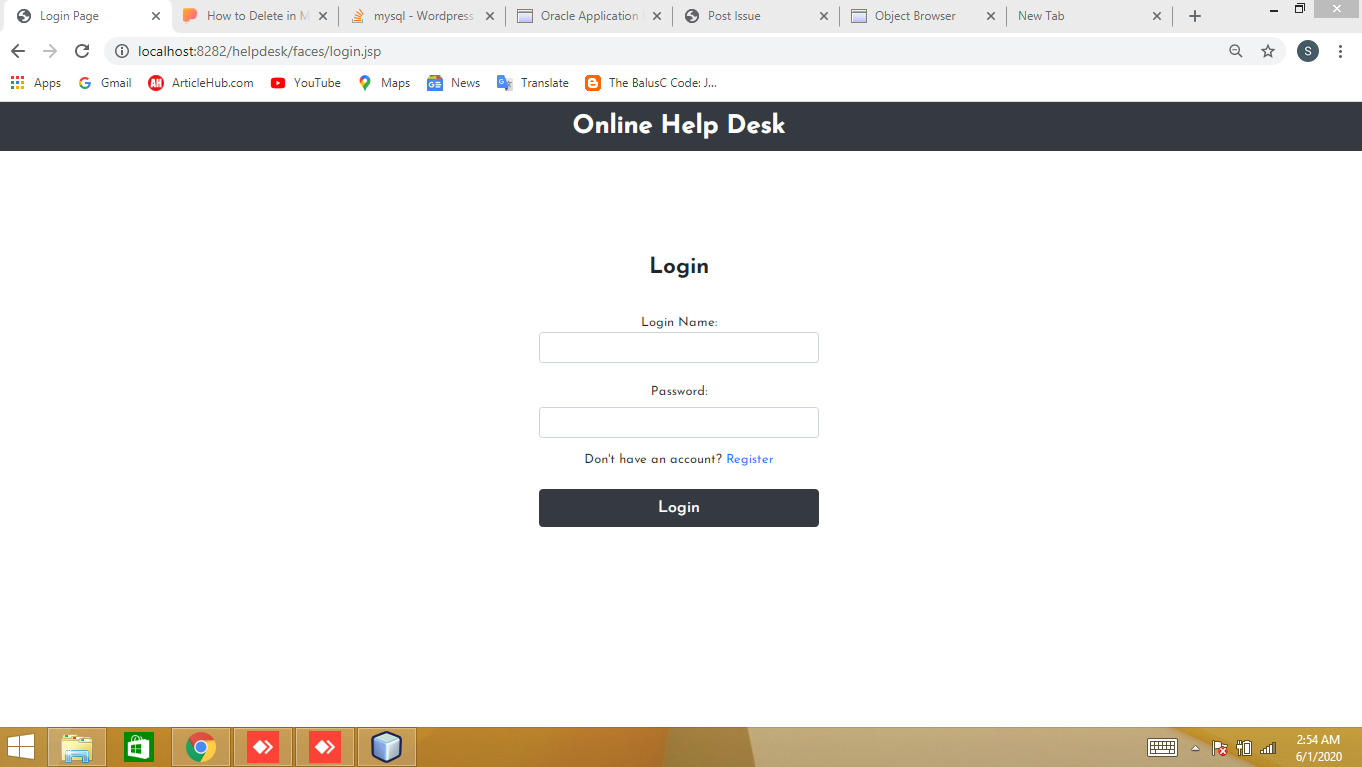 Login Page How to Delete in M mysql - Wordpress Oracle Application Post Issue Object Browser New Tab
localhost:8282/helpdesk/faces/login.jsp S
Apps Gmail AH ArticleHub.com YouTube Maps GE News Translate The BalusC Code: J...
Online Help Desk
Login
Login Name:
Password:
Don't have an account? Register
Login
2:54 AM
6/1/2020